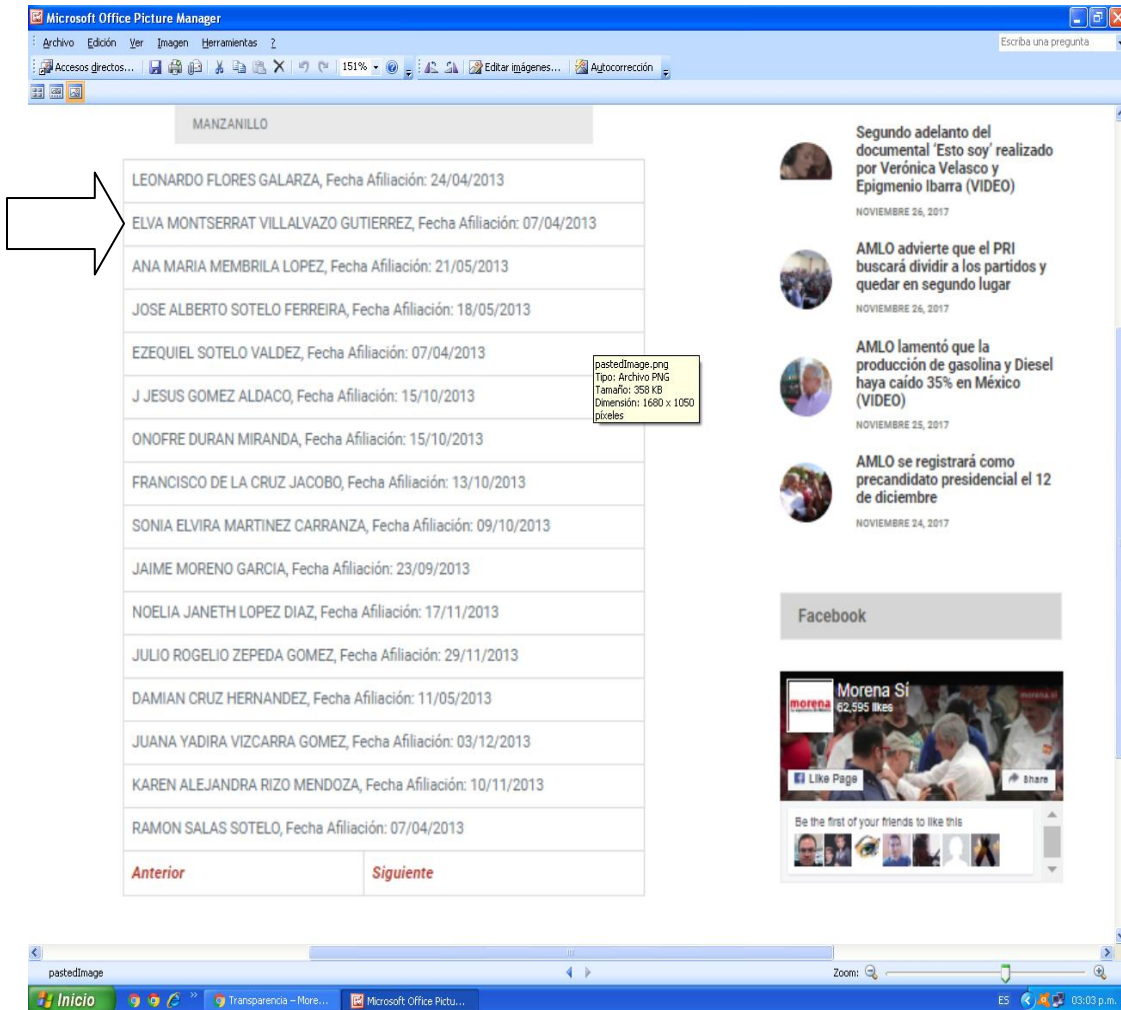 Microsoft Office Picture Manager
Archivo Edición Ver Imagen Herramientas ?
Escriba una pregunta
Accesos directos... 151% Editar imágenes... Autocorrección
MANZANILLO
LEONARDO FLORES GALARZA, Fecha Afiliación: 24/04/2013
ELVA MONTSERRAT VILLALVAZO GUTIERREZ, Fecha Afiliación: 07/04/2013
ANA MARIA MEMBRILA LOPEZ, Fecha Afiliación: 21/05/2013
JOSE ALBERTO SOTELO FERREIRA, Fecha Afiliación: 18/05/2013
EZEQUIEL SOTELO VALDEZ, Fecha Afiliación: 07/04/2013
J JESUS GOMEZ ALDACO, Fecha Afiliación: 15/10/2013
ONOFRE DURAN MIRANDA, Fecha Afiliación: 15/10/2013
FRANCISCO DE LA CRUZ JACOBO, Fecha Afiliación: 13/10/2013
SONIA ELVIRA MARTINEZ CARRANZA, Fecha Afiliación: 09/10/2013
JAIME MORENO GARCIA, Fecha Afiliación: 23/09/2013
NOELIA JANETH LOPEZ DIAZ, Fecha Afiliación: 17/11/2013
JULIO ROGELIO ZEPEDA GOMEZ, Fecha Afiliación: 29/11/2013
DAMIAN CRUZ HERNANDEZ, Fecha Afiliación: 11/05/2013
JUANA YADIRA VIZCARRA GOMEZ, Fecha Afiliación: 03/12/2013
KAREN ALEJANDRA RIZO MENDOZA, Fecha Afiliación: 10/11/2013
RAMON SALAS SOTELO, Fecha Afiliación: 07/04/2013
Anterior Siguiente
pastedImage.png
Tipo: Archivo PNG
Tamaño: 358 KB
Dimensión: 1680 x 1050
píxeles
Segundo adelanto del
documental 'Esto soy' realizado
por Verónica Velasco y
Epigmenio Ibarra (VIDEO)
NOVIEMBRE 26, 2017
AMLO advierte que el PRI
buscará dividir a los partidos y
quedar en segundo lugar
NOVIEMBRE 26, 2017
AMLO lamentó que la
producción de gasolina y Diesel
haya caído 35% en México
(VIDEO)
NOVIEMBRE 25, 2017
AMLO se registrará como
precandidato presidencial el 12
de diciembre
NOVIEMBRE 24, 2017
Facebook
morena
Morena Sí
62,595 likes
morena sí
Like Page
Share
Be the first of your friends to like this
pastedImage
Zoom:
Inicio
Transparencia – More...
Microsoft Office Pictu...
ES
03:03 p.m.